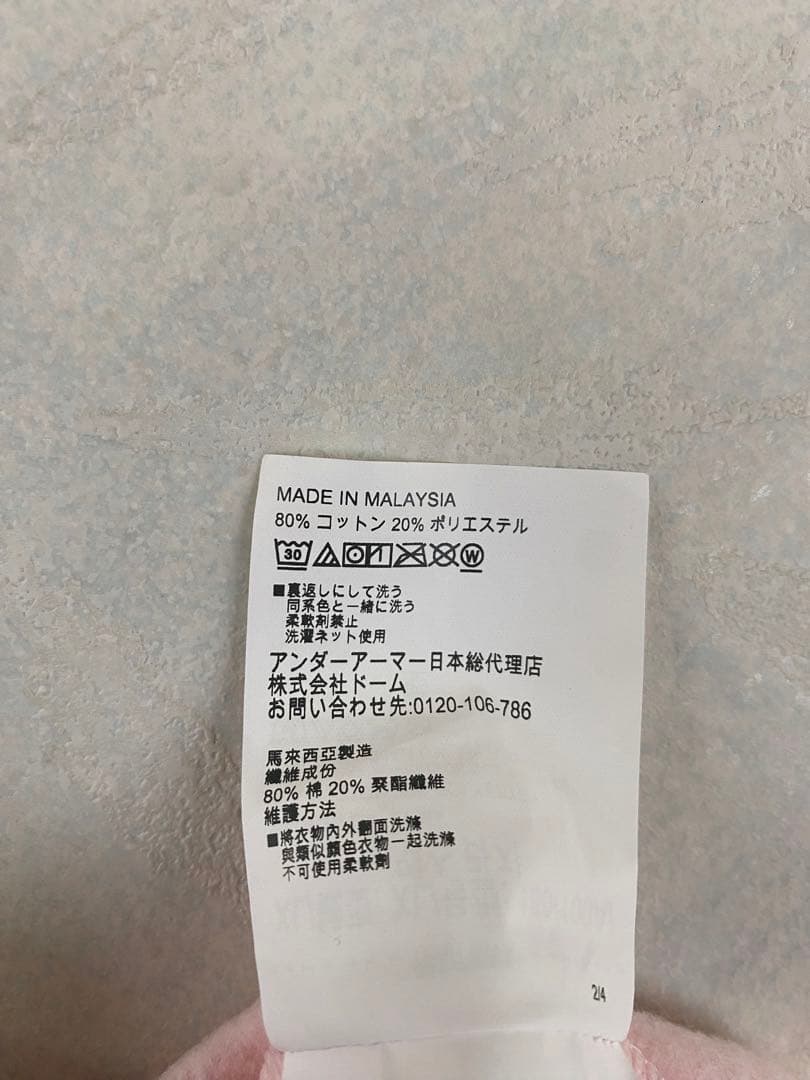 MADE IN MALAYSIA
80% コットン 20% ポリエステル
30 W
■裏返しにして洗う
同系色と一緒に洗う
柔軟剤禁止
洗濯ネット使用
アンダーアーマー日本総代理店
株式会社ドーム
お問い合わせ先:0120-106-786
馬來西亞製造
纖維成份
80% 棉 20% 聚酯纖維
維護方法
■將衣物內外翻面洗滌
與類似顏色衣物一起洗滌
不可使用柔軟劑
2/4